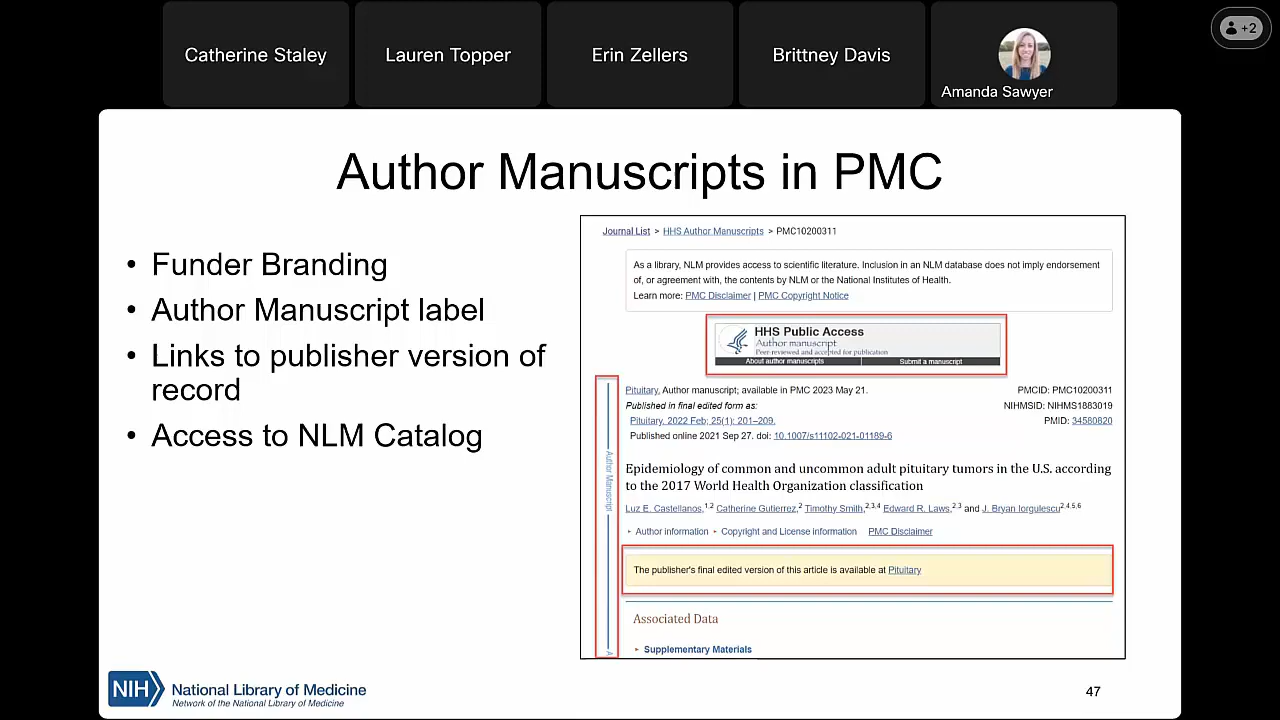 Catherine Staley
Lauren Topper
Erin Zellers
Brittney Davis
Amanda Sawyer
+2
Author Manuscripts in PMC
• Funder Branding
• Author Manuscript label
• Links to publisher version of
record
• Access to NLM Catalog
Journal List > HHS Author Manuscripts > PMC10200311
As a library, NLM provides access to scientific literature. Inclusion in an NLM database does not imply endorsement
of, or agreement with, the contents by NLM or the National Institutes of Health.
Learn more: PMC Disclaimer | PMC Copyright Notice
HHS Public Access
Author manuscript
Peer-reviewed and accepted for publication
About author manuscripts
Submit a manuscript
Author Manuscript
A
Pituitary. Author manuscript; available in PMC 2023 May 21.
PMCID: PMC10200311
Published in final edited form as:
NIHMSID: NIHMS1883019
Pituitary. 2022 Feb; 25(1): 201–209.
PMID: 34580820
Published online 2021 Sep 27. doi: 10.1007/s11102-021-01189-6
Epidemiology of common and uncommon adult pituitary tumors in the U.S. according
to the 2017 World Health Organization classification
Luz E. Castellanos,1,2 Catherine Gutierrez,2 Timothy Smith,2,3,4 Edward R. Laws,2,3 and J. Bryan Iorgulescu2,4,5,6
▸ Author information ▸ Copyright and License information PMC Disclaimer
The publisher's final edited version of this article is available at Pituitary
Associated Data
▸ Supplementary Materials
NIH National Library of Medicine
Network of the National Library of Medicine
47